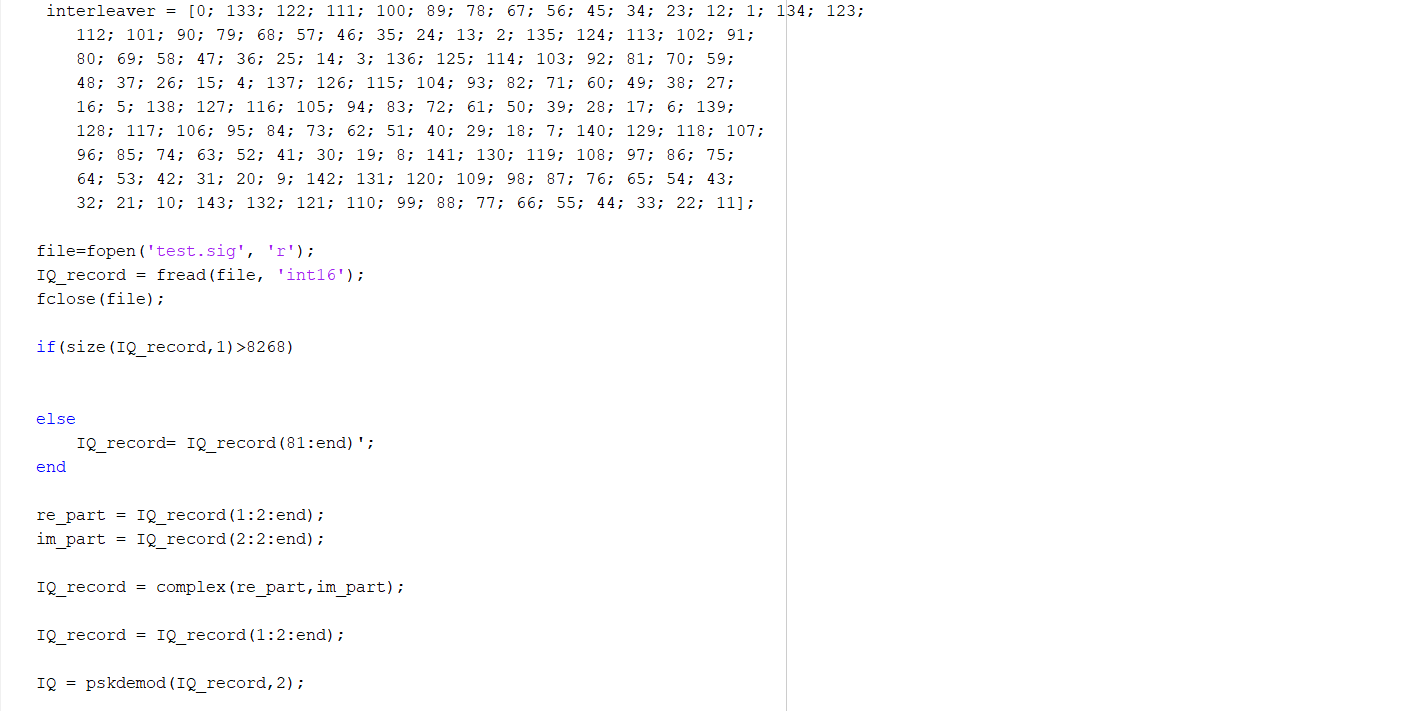 interleaver = [0; 133; 122; 111; 100; 89; 78; 67; 56; 45; 34; 23; 12; 1; 134; 123;
112; 101; 90; 79; 68; 57; 46; 35; 24; 13; 2; 135; 124; 113; 102; 91;
80; 69; 58; 47; 36; 25; 14; 3; 136; 125; 114; 103; 92; 81; 70; 59;
48; 37; 26; 15; 4; 137; 126; 115; 104; 93; 82; 71; 60; 49; 38; 27;
16; 5; 138; 127; 116; 105; 94; 83; 72; 61; 50; 39; 28; 17; 6; 139;
128; 117; 106; 95; 84; 73; 62; 51; 40; 29; 18; 7; 140; 129; 118; 107;
96; 85; 74; 63; 52; 41; 30; 19; 8; 141; 130; 119; 108; 97; 86; 75;
64; 53; 42; 31; 20; 9; 142; 131; 120; 109; 98; 87; 76; 65; 54; 43;
32; 21; 10; 143; 132; 121; 110; 99; 88; 77; 66; 55; 44; 33; 22; 11];
file=fopen('test.sig', 'r');
IQ_record = fread(file, 'int16');
fclose(file);
if(size(IQ_record,1)>8268)
else
IQ_record= IQ_record(81:end)';
end
re_part = IQ_record(1:2:end);
im_part = IQ_record(2:2:end);
IQ_record = complex(re_part,im_part);
IQ_record = IQ_record(1:2:end);
IQ = pskdemod(IQ_record,2);